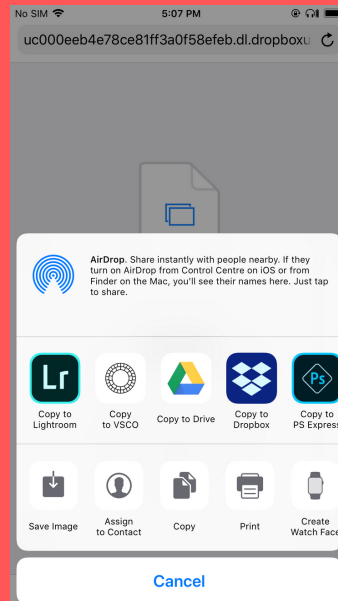 No SIM 5:07 PM
uc000eeb4e78ce81ff3a0f58efeb.dl.dropboxu
AirDrop. Share instantly with people nearby. If they
turn on AirDrop from Control Centre on iOS or from
Finder on the Mac, you'll see their names here. Just tap
to share.
Lr
Ps
Copy to
Lightroom
Copy
to VSCO
Copy to Drive
Copy to
Dropbox
Copy to
PS Express
Save Image
Assign
to Contact
Copy
Print
Create
Watch Face
Cancel